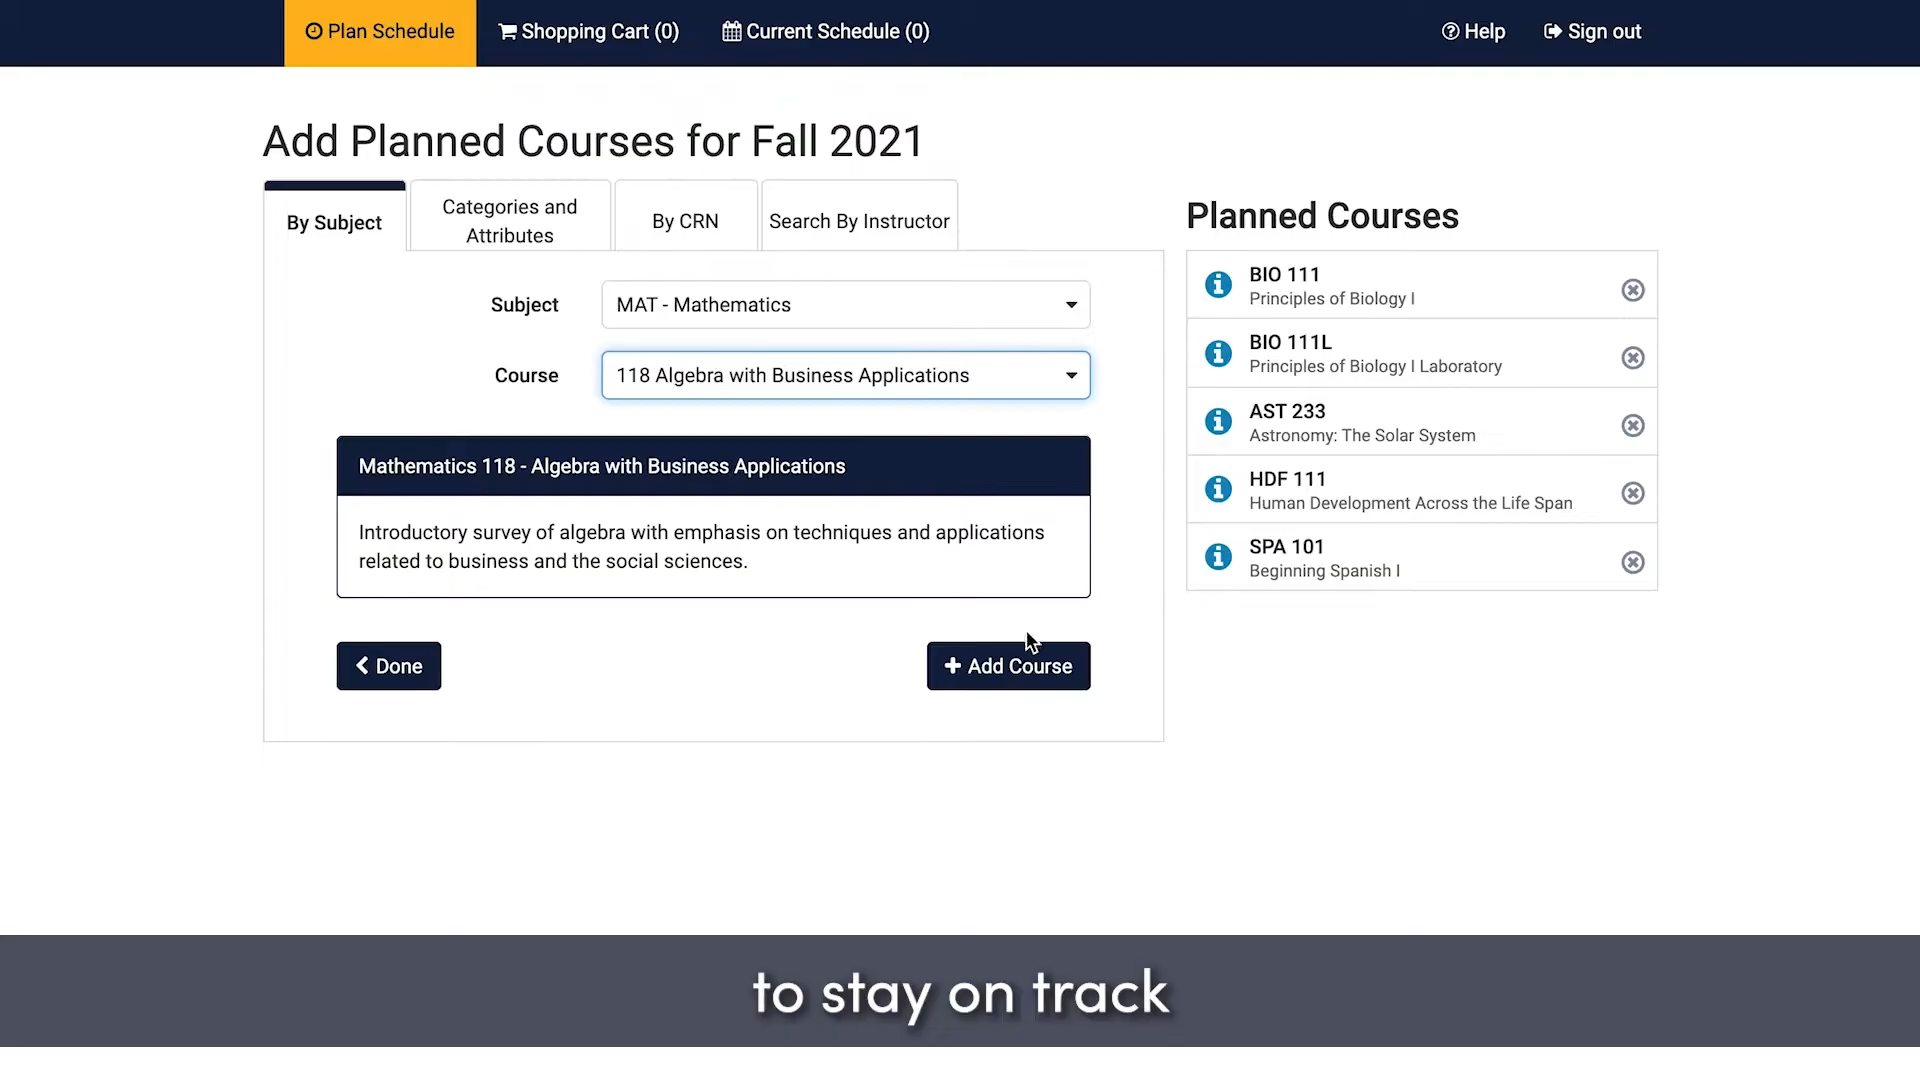 Plan Schedule
Shopping Cart (0)
Current Schedule (0)
Help
Sign out
Add Planned Courses for Fall 2021
By Subject
Categories and
Attributes
By CRN
Search By Instructor
Subject
MAT - Mathematics
Course
118 Algebra with Business Applications
Mathematics 118 - Algebra with Business Applications
Introductory survey of algebra with emphasis on techniques and applications
related to business and the social sciences.
Done
Add Course
Planned Courses
BIO 111
Principles of Biology I
BIO 111L
Principles of Biology I Laboratory
AST 233
Astronomy: The Solar System
HDF 111
Human Development Across the Life Span
SPA 101
Beginning Spanish I
to stay on track